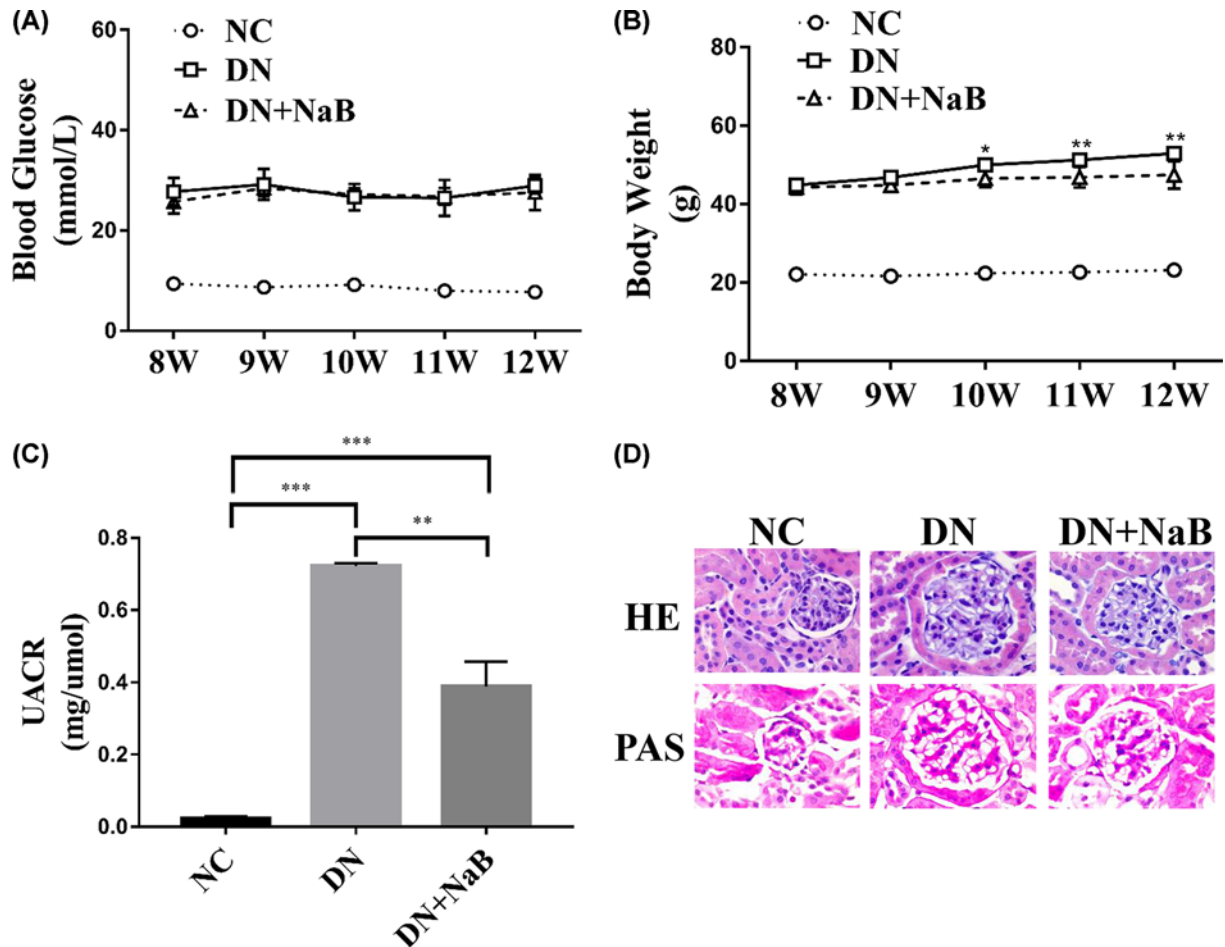 (A)
Blood Glucose
(mmol/L)
60
40
20
0
NC
DN
DN+NaB
8W 9W 10W 11W 12W
(B)
Body Weight
(g)
80
60
40
20
0
NC
DN
DN+NaB
* ** **
8W 9W 10W 11W 12W
(C)
UACR
(mg/umol)
0.8
0.6
0.4
0.2
0.0
***
***
**
NC
DN
DN+NaB
(D)
NC DN DN+NaB
HE
PAS